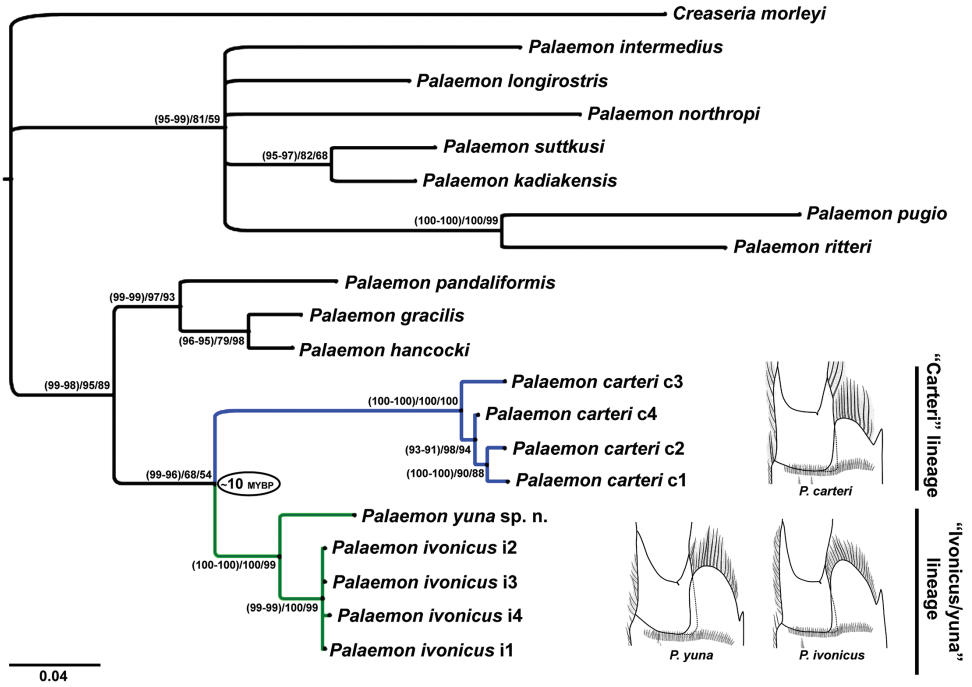 Creaseria morleyi
Palaemon intermedius
Palaemon longirostris
Palaemon northropi
(95-99)/81/59
Palaemon suttkusi
(95-97)/82/68
Palaemon kadiakensis
Palaemon pugio
(100-100)/100/99
Palaemon ritteri
Palaemon pandaliformis
(99-99)/97/93
Palaemon gracilis
(96-95)/79/98
Palaemon hancocki
(99-98)/95/89
Palaemon carteri c3
(100-100)/100/100
Palaemon carteri c4
(93-91)/98/94
Palaemon carteri c2
(100-100)/90/88
Palaemon carteri c1
(99-96)/68/54
~10 MYBP
P. carteri
"Carteri" lineage
Palaemon yuna sp. n.
Palaemon ivonicus i2
(100-100)/100/99
Palaemon ivonicus i3
(99-99)/100/99
Palaemon ivonicus i4
Palaemon ivonicus i1
P. yuna
P. ivonicus
"Ivonicus/yuna"
lineage
0.04